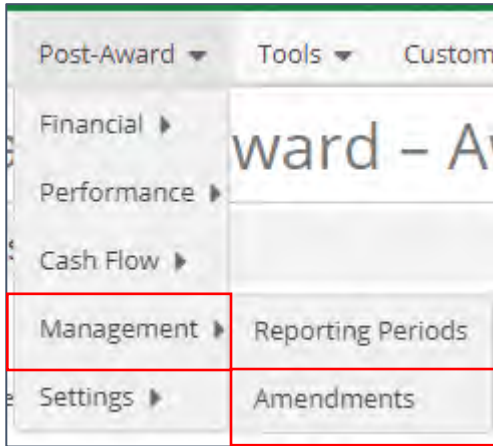 Post-Award Tools Custom
Financial
ward – A
Performance
Cash Flow
Management Reporting Periods
Settings Amendments